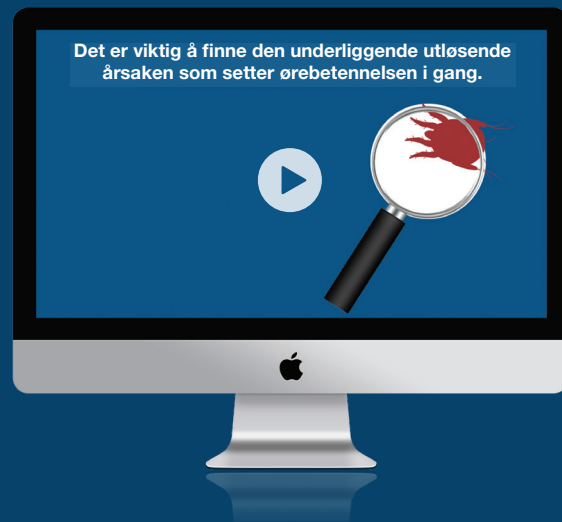 Det er viktig å finne den underliggende utløsende
årsaken som setter ørebetennelsen i gang.